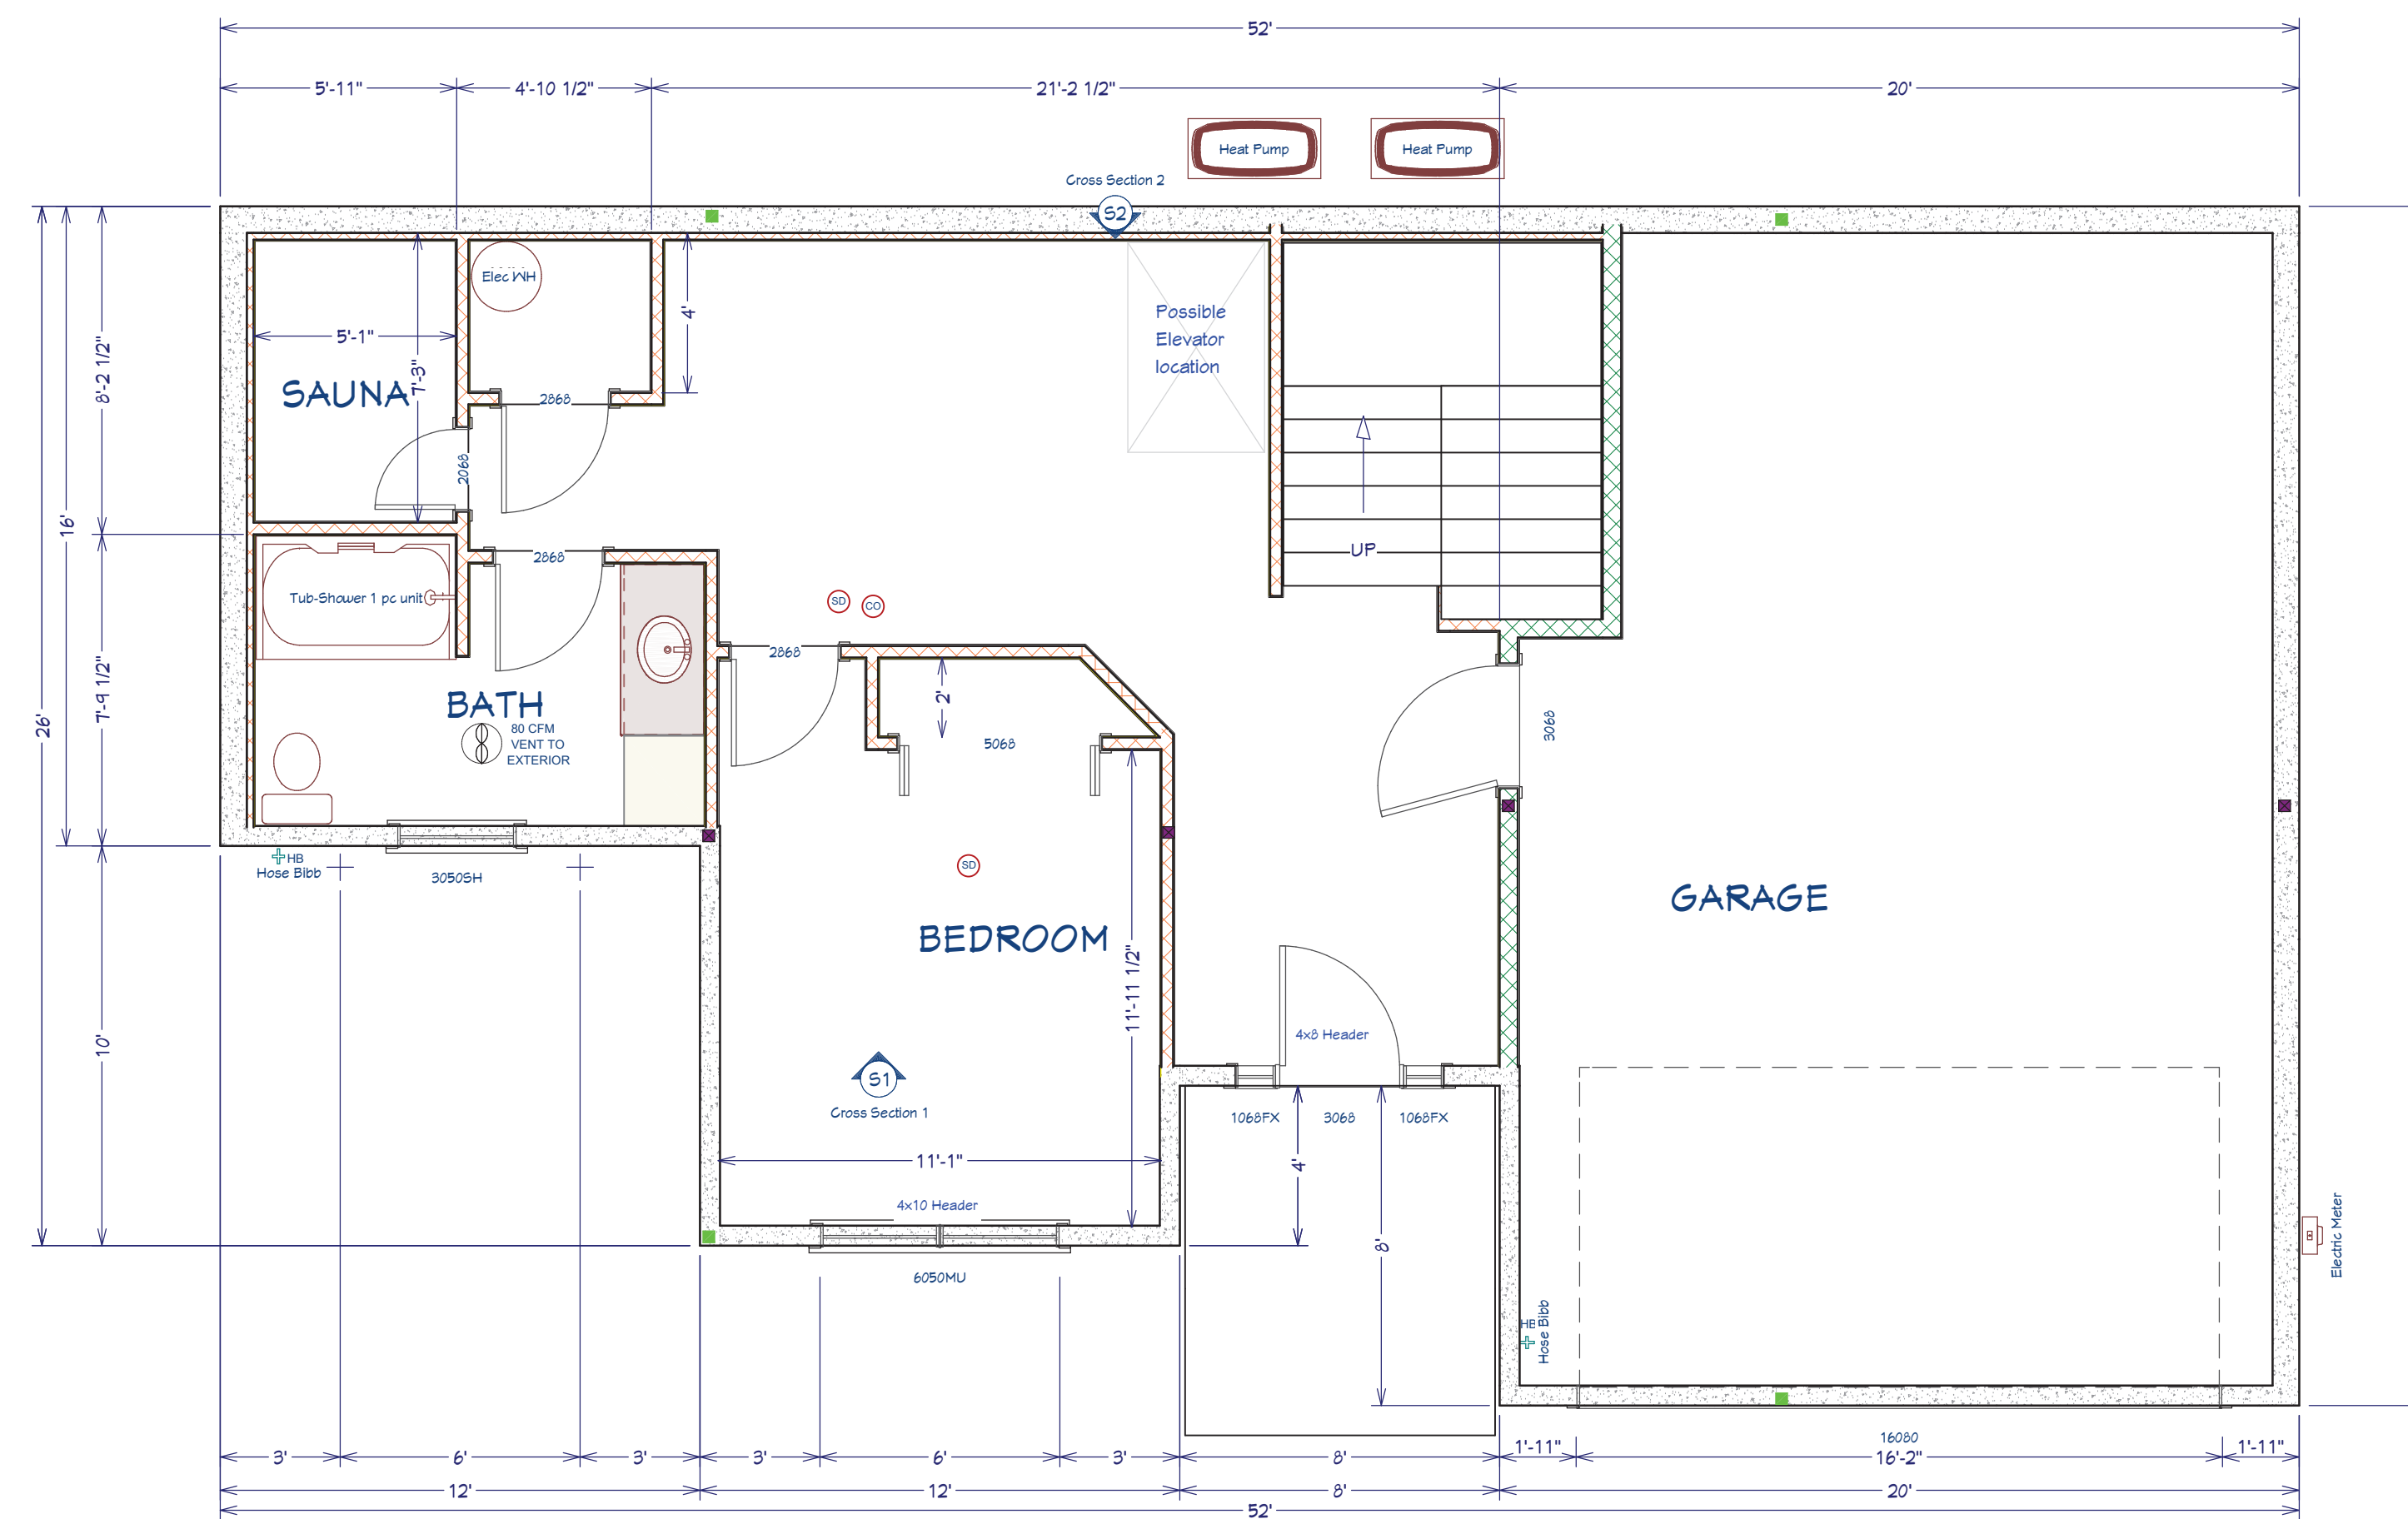 52'
5'-11"
4'-10 1/2"
21'-2 1/2"
20'
Heat Pump
Heat Pump
Cross Section 2
S2
Elec WH
4'
Possible
Elevator
location
5'-1"
7'-3"
SAUNA
8'-2 1/2"
2868
2068
16'
2868
UP
Tub-Shower 1 pc unit
SD
CO
2868
26'
7'-9 1/2"
2'
BATH
80 CFM
VENT TO
EXTERIOR
5068
3068
HB
Hose Bibb
3050SH
SD
GARAGE
BEDROOM
11'-11 1/2"
10'
4x8 Header
S1
Cross Section 1
1068FX
3068
1068FX
11'-1"
4'
4x10 Header
8'
Electric Meter
6050MU
HB
Hose Bibb
16080
3'
6'
3'
3'
6'
3'
8'
1'-11"
16'-2"
1'-11"
12'
12'
8'
20'
52'